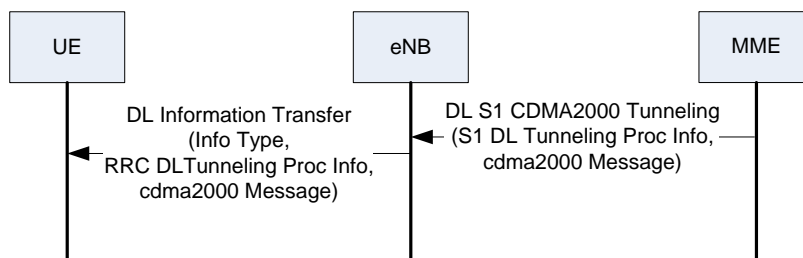 UE
eNB
MME
DL Information Transfer
(Info Type,
RRC DLTunneling Proc Info,
cdma2000 Message)
DL S1 CDMA2000 Tunneling
(S1 DL Tunneling Proc Info,
cdma2000 Message)